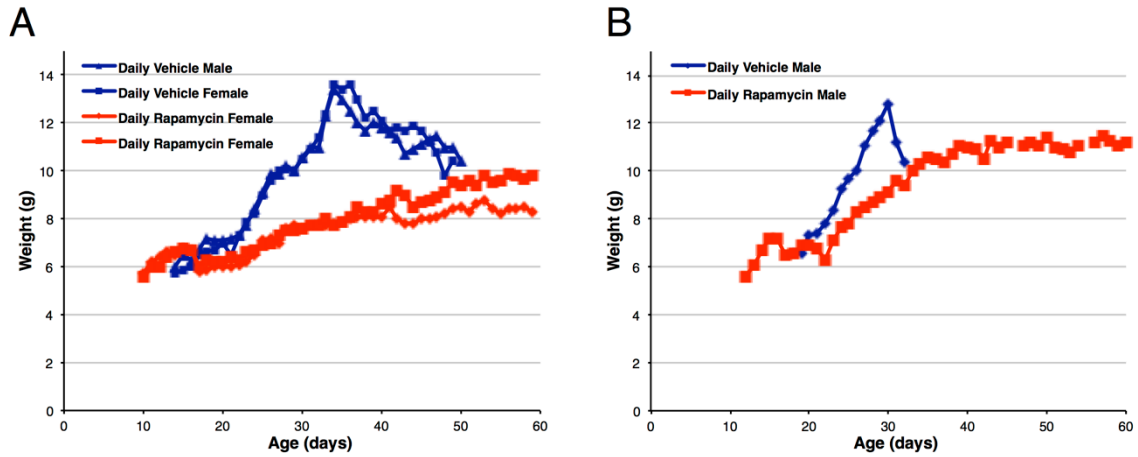 A
Daily Vehicle Male
Daily Vehicle Female
Daily Rapamycin Female
Daily Rapamycin Female
14
12
10
8
6
4
2
0
Weight (g)
0 10 20 30 40 50 60
Age (days)
B
Daily Vehicle Male
Daily Rapamycin Male
14
12
10
8
6
4
2
0
Weight (g)
0 10 20 30 40 50 60
Age (days)